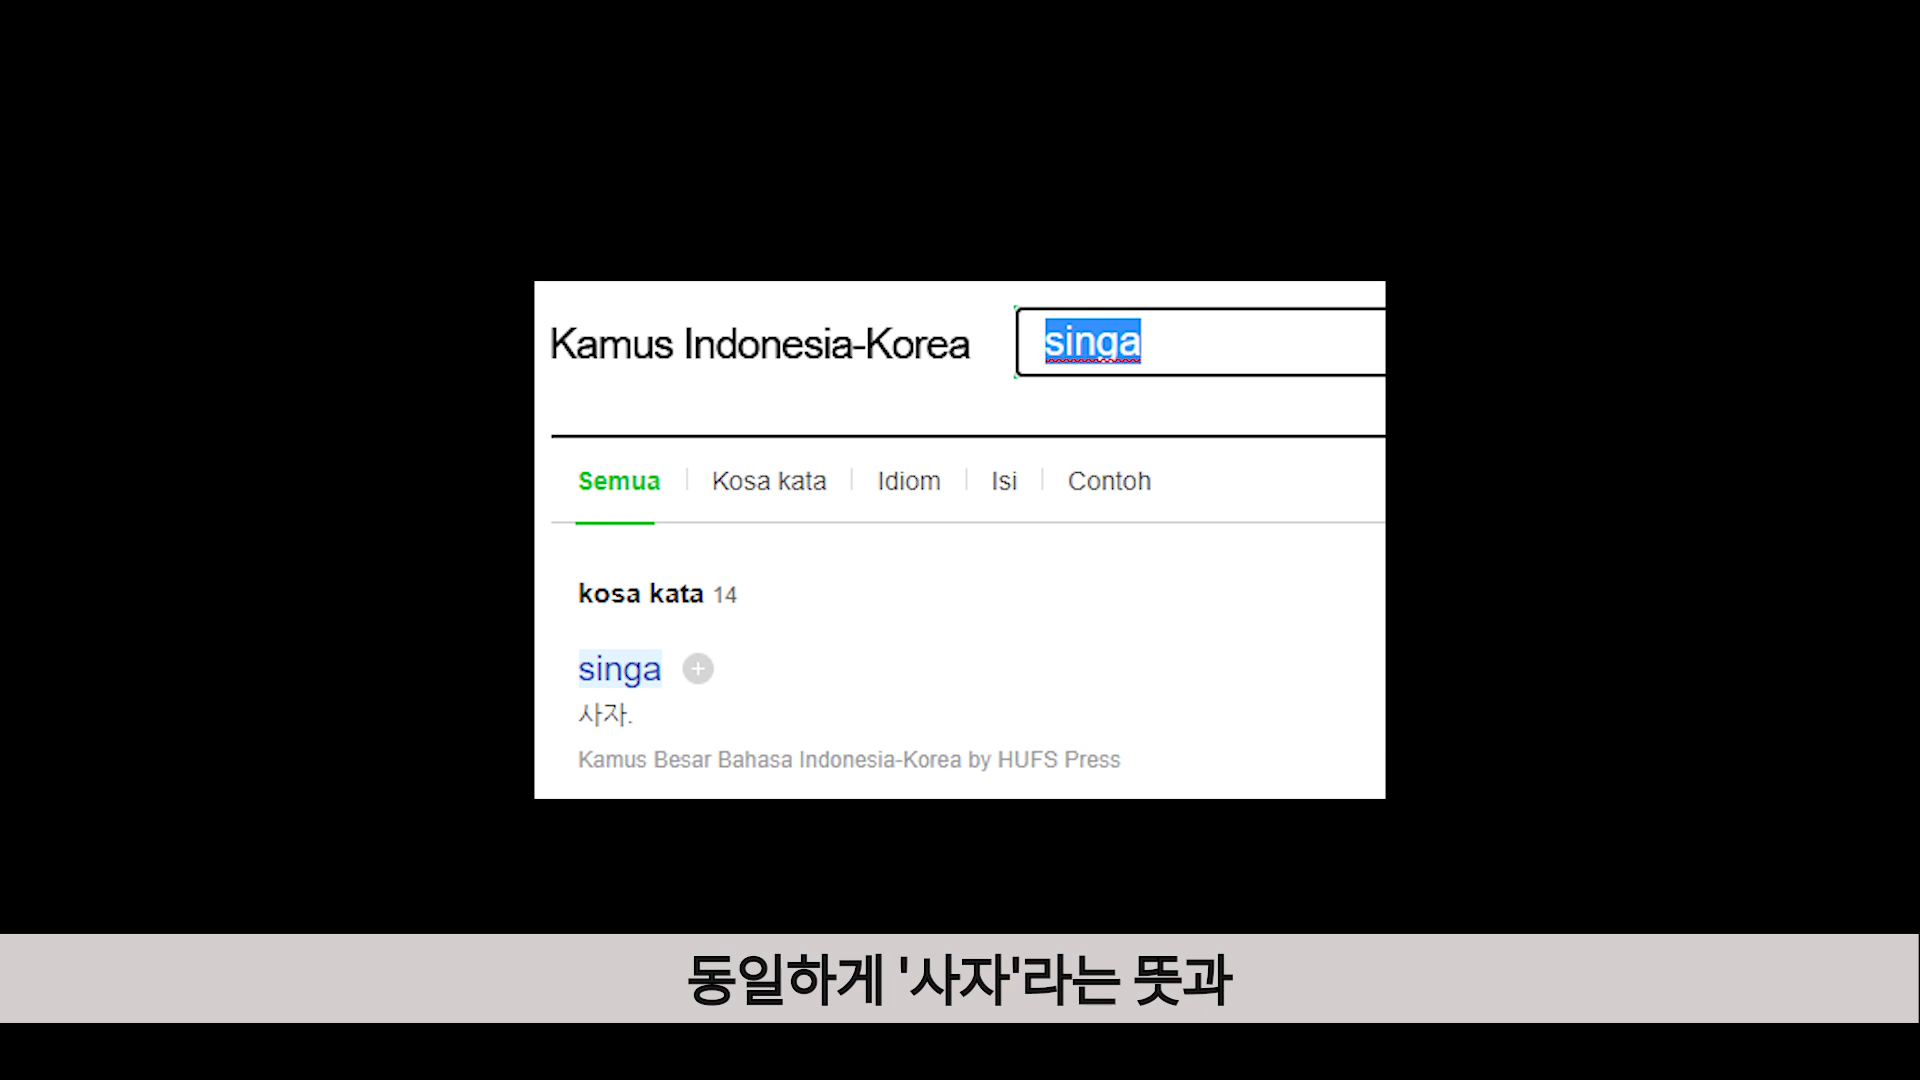 Kamus Indonesia-Korea singa
Semua Kosa kata Idiom Isi Contoh
kosa kata 14
singa
사자.
Kamus Besar Bahasa Indonesia-Korea by HUFS Press
동일하게 '사자'라는 뜻과